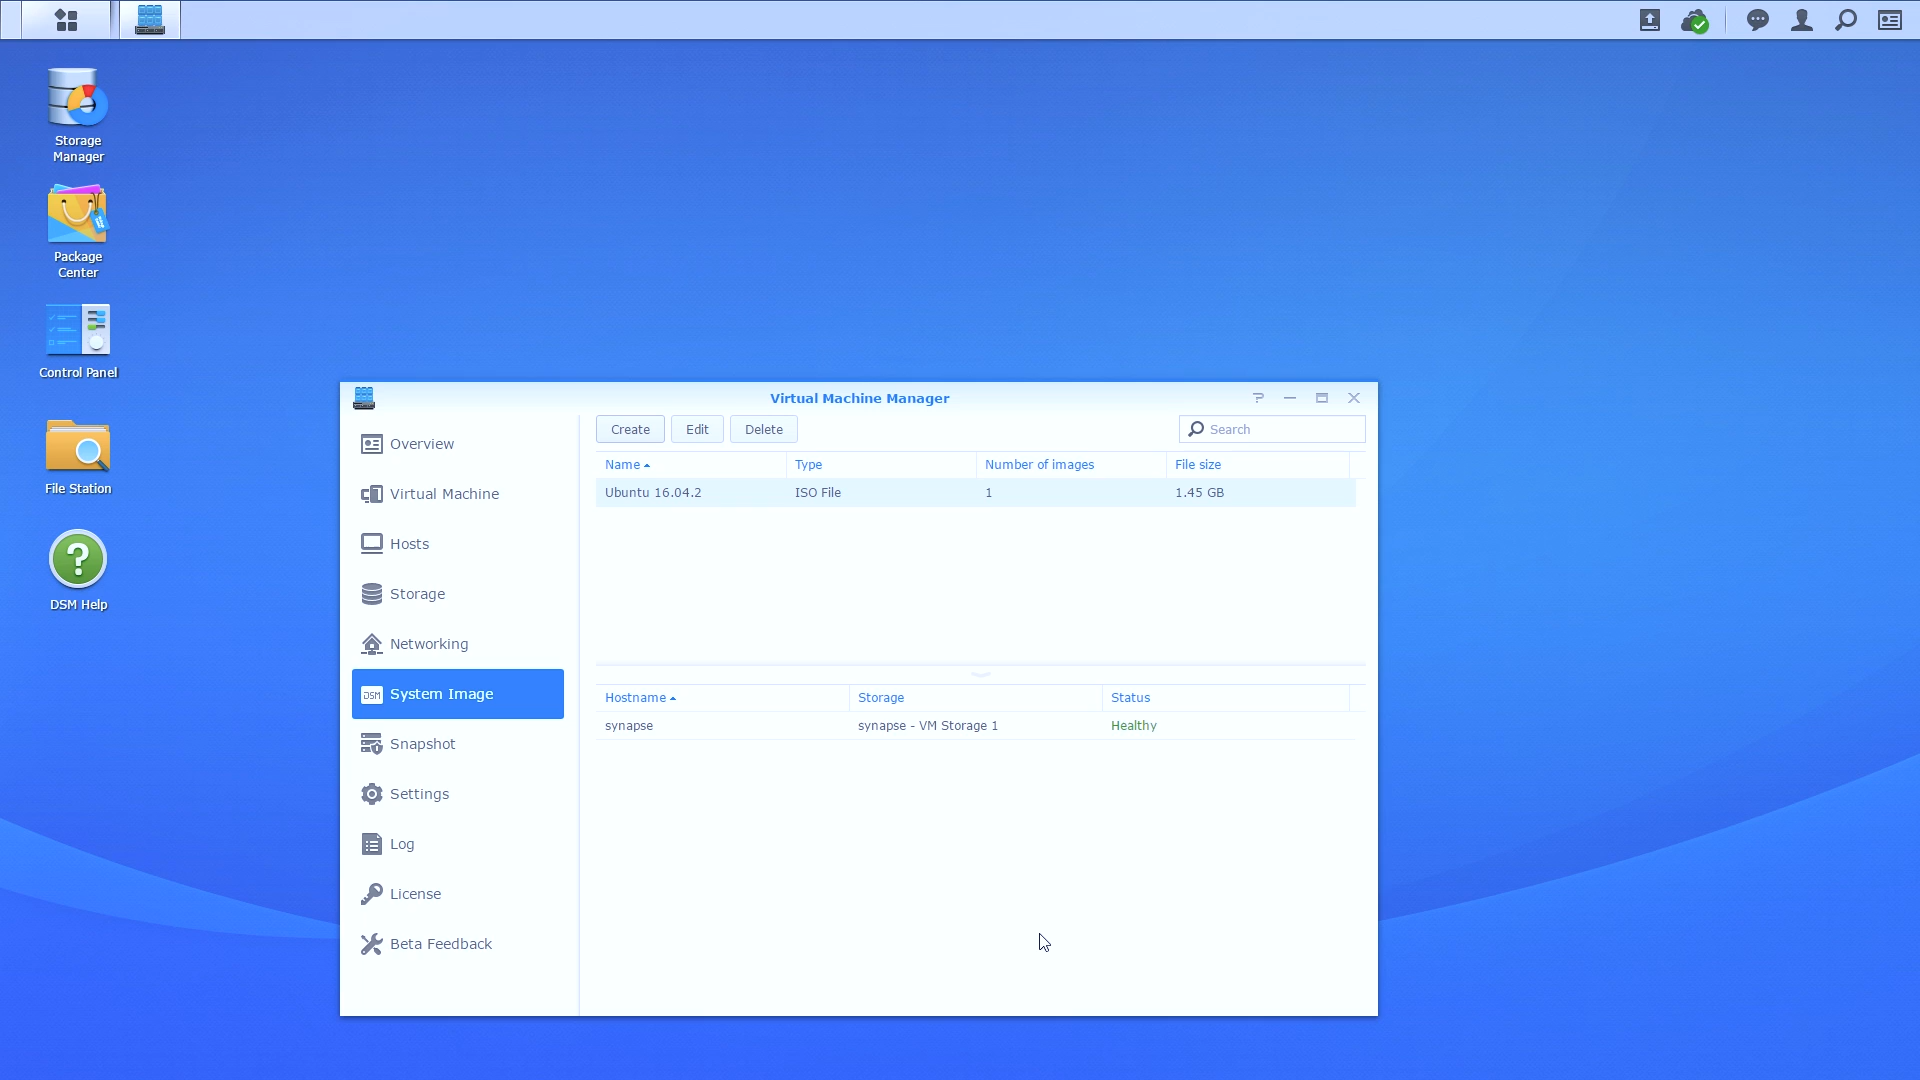 Storage
Manager
Package
Center
Control Panel
File Station
DSM Help
Virtual Machine Manager
Overview
Virtual Machine
Hosts
Storage
Networking
DSM System Image
Snapshot
Settings
Log
License
Beta Feedback
Create Edit Delete Search
Name Type Number of images File size
Ubuntu 16.04.2 ISO File 1 1.45 GB
Hostname Storage Status
synapse synapse - VM Storage 1 Healthy